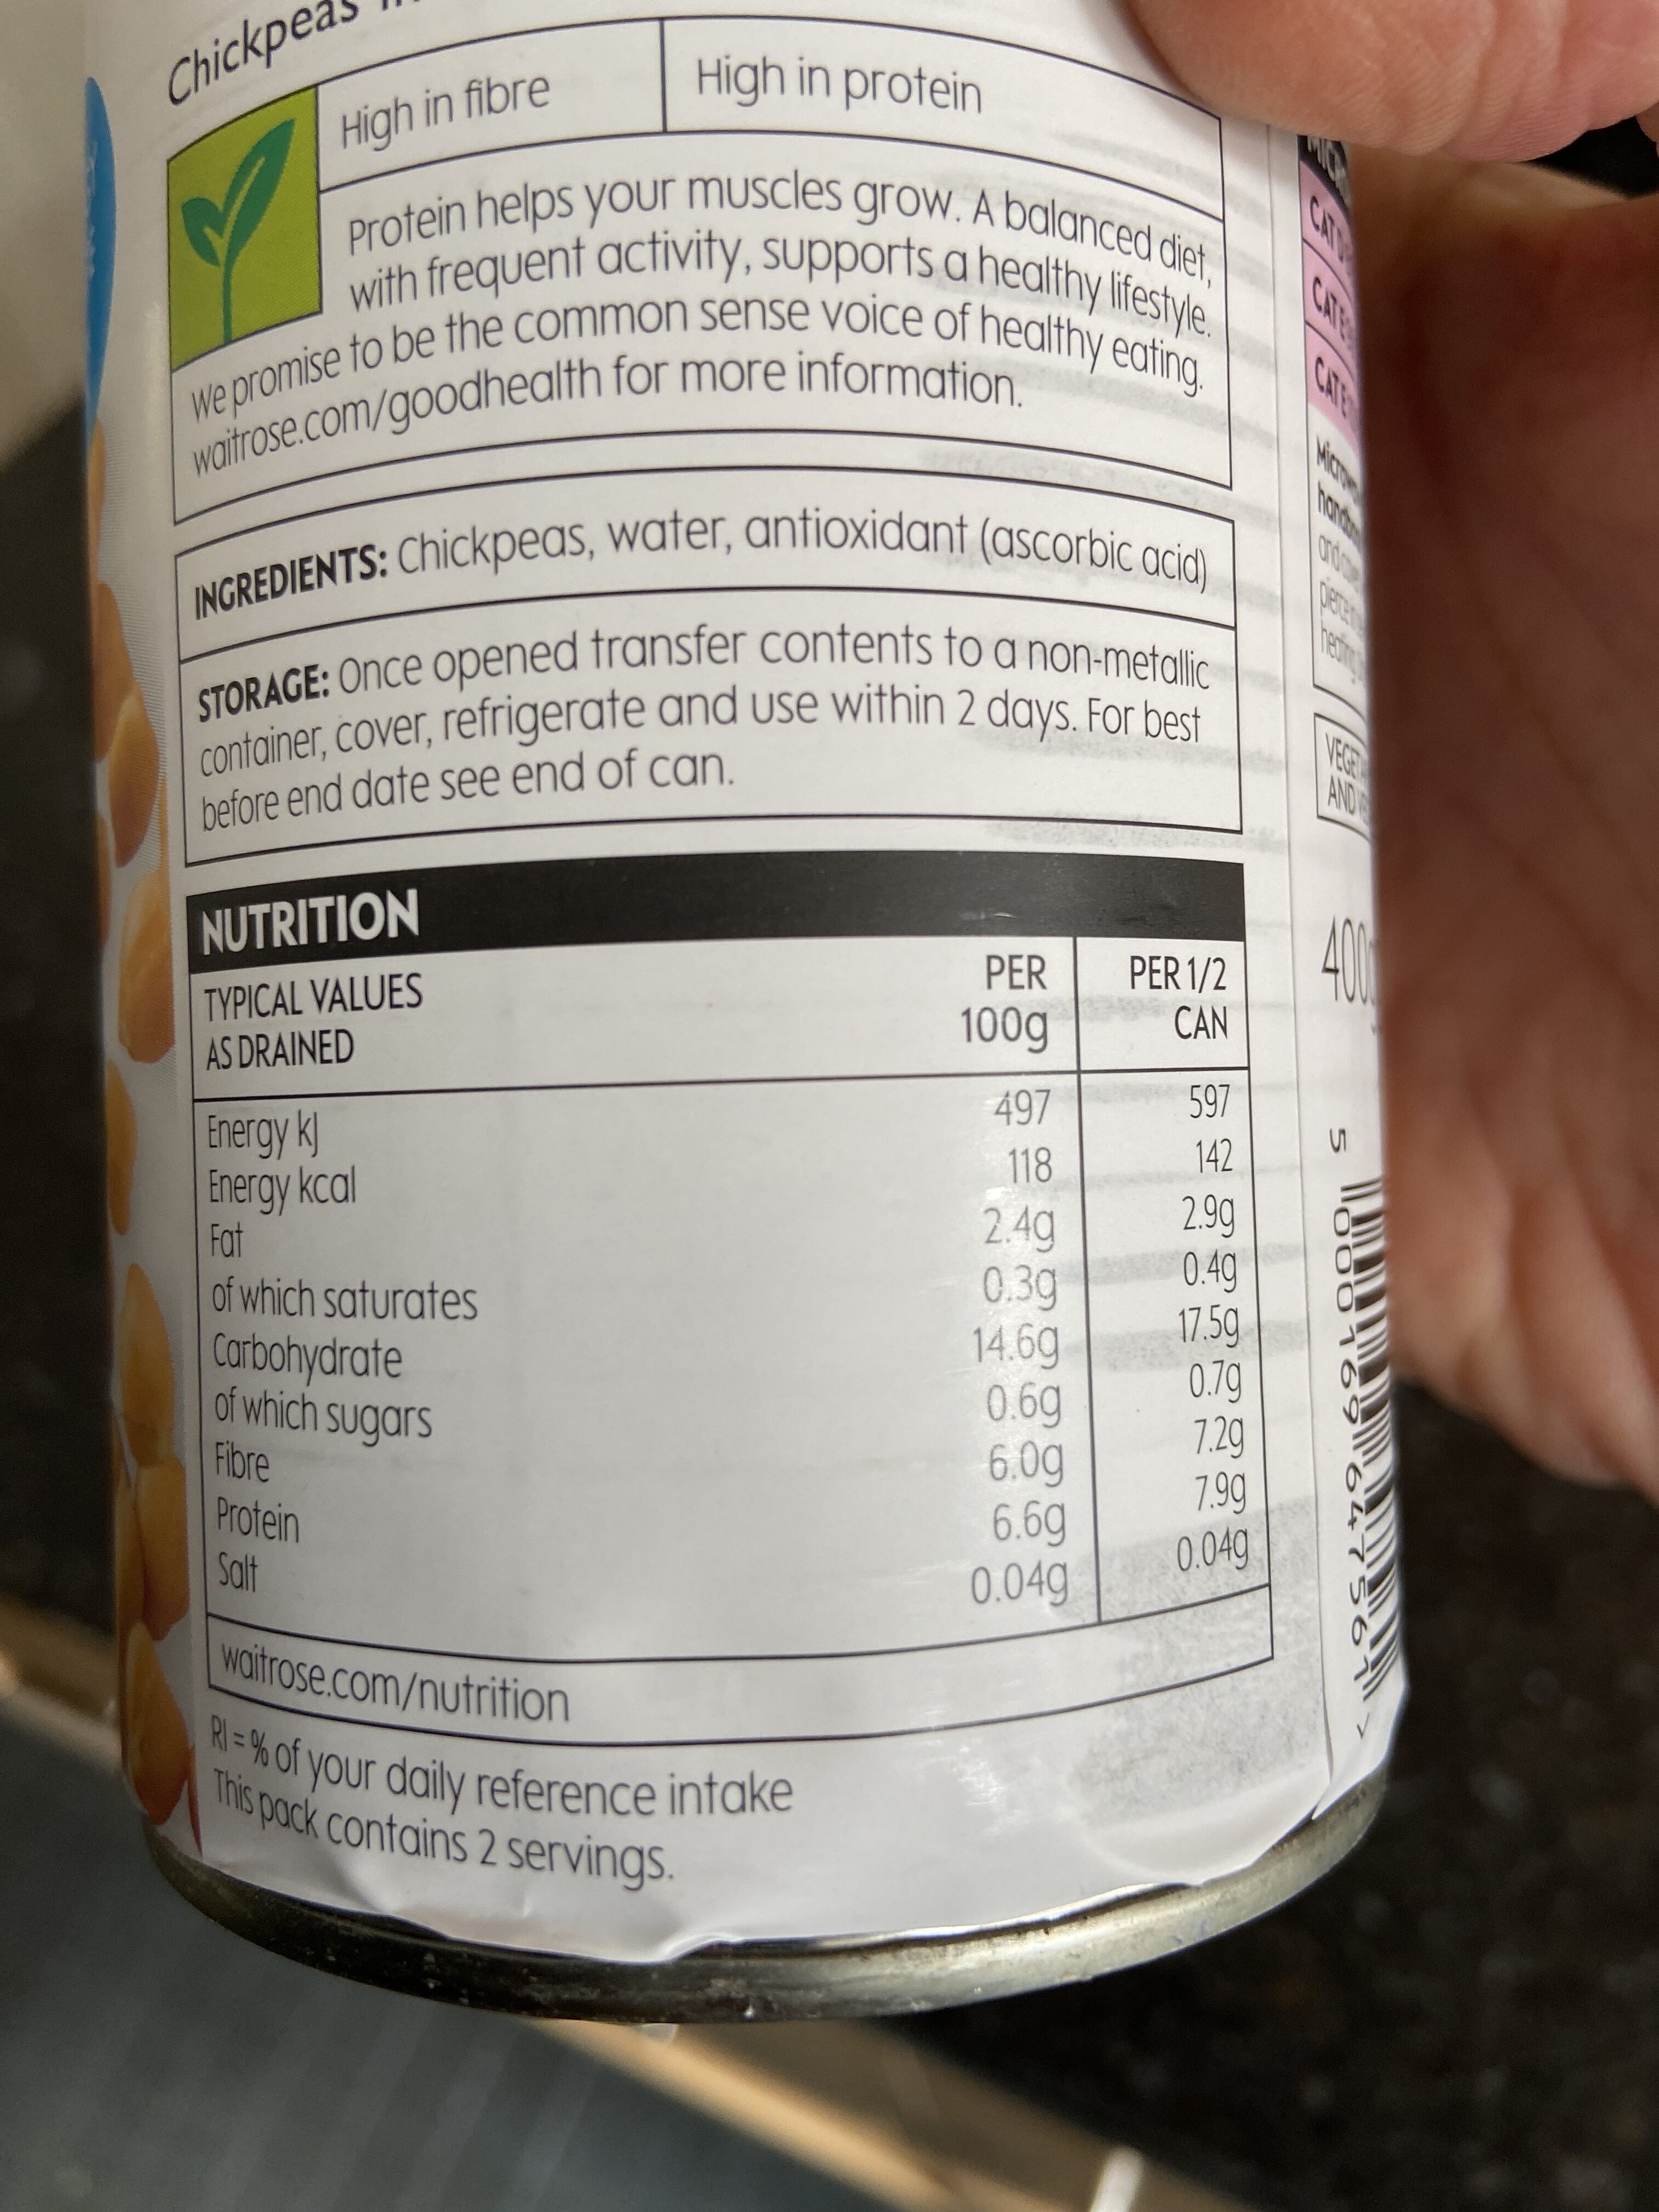 Chickpeas
High in fibre
High in protein
Protein helps your muscles grow. A balanced diet,
with frequent activity, supports a healthy lifestyle.
We promise to be the common sense voice of healthy eating.
waitrose.com/goodhealth for more information.
INGREDIENTS: Chickpeas, water, antioxidant (ascorbic acid)
STORAGE: Once opened transfer contents to a non-metallic
container, cover, refrigerate and use within 2 days. For best
before end date see end of can.
NUTRITION
TYPICAL VALUES
AS DRAINED
PER
100g
PER 1/2
CAN
Energy kJ 497 597
Energy kcal 118 142
Fat 2.4g 2.9g
of which saturates 0.3g 0.4g
Carbohydrate 14.6g 17.5g
of which sugars 0.6g 0.7g
Fibre 6.0g 7.2g
Protein 6.6g 7.9g
Salt 0.04g 0.04g
waitrose.com/nutrition
RI = % of your daily reference intake
This pack contains 2 servings.
CAT
CAT
CAT
AND
400g
5 000169 647561